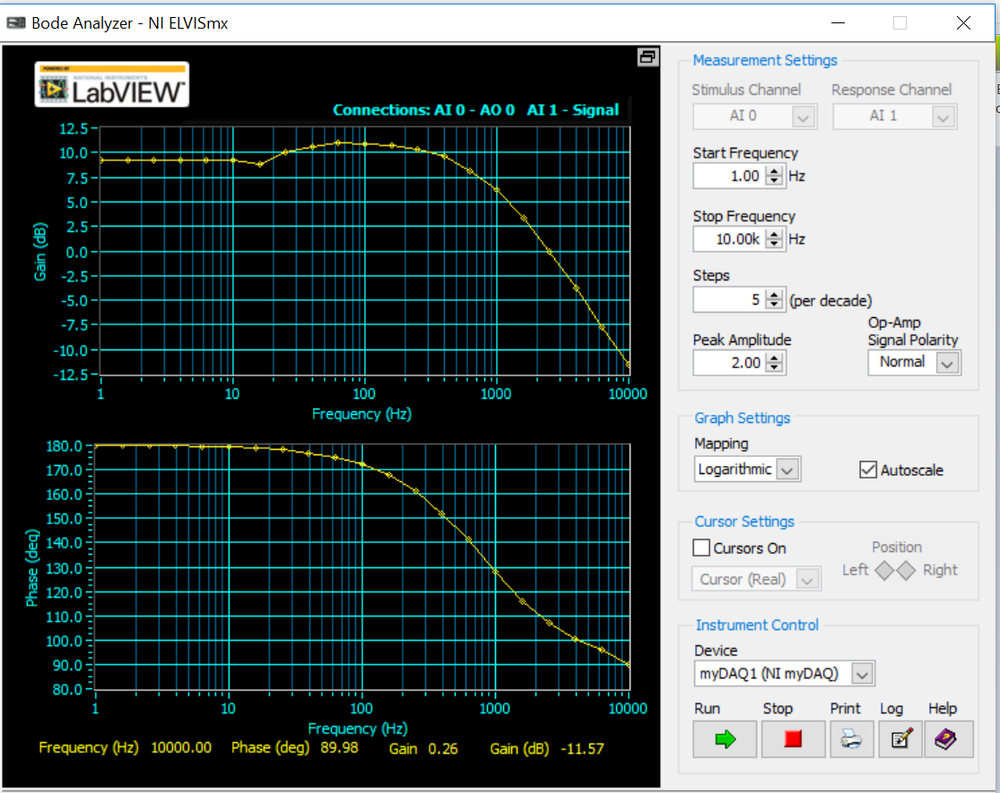 Bode Analyzer - NI ELVISmx
POWERED BY
NATIONAL INSTRUMENTS
LabVIEW™
Connections: AI 0 - AO 0 AI 1 - Signal
Gain (dB)
12.5
10.0
7.5
5.0
2.5
0.0
-2.5
-5.0
-7.5
-10.0
-12.5
1 10 100 1000 10000
Frequency (Hz)
Phase (deg)
180.0
170.0
160.0
150.0
140.0
130.0
120.0
110.0
100.0
90.0
80.0
1 10 100 1000 10000
Frequency (Hz)
Frequency (Hz) 10000.00 Phase (deg) 89.98 Gain 0.26 Gain (dB) -11.57
Measurement Settings
Stimulus Channel Response Channel
AI 0 AI 1
Start Frequency
1.00 Hz
Stop Frequency
10.00k Hz
Steps
5 (per decade)
Op-Amp
Peak Amplitude Signal Polarity
2.00 Normal
Graph Settings
Mapping
Logarithmic Autoscale
Cursor Settings
Cursors On Position
Left Right
Cursor (Real)
Instrument Control
Device
myDAQ1 (NI myDAQ)
Run Stop Print Log Help